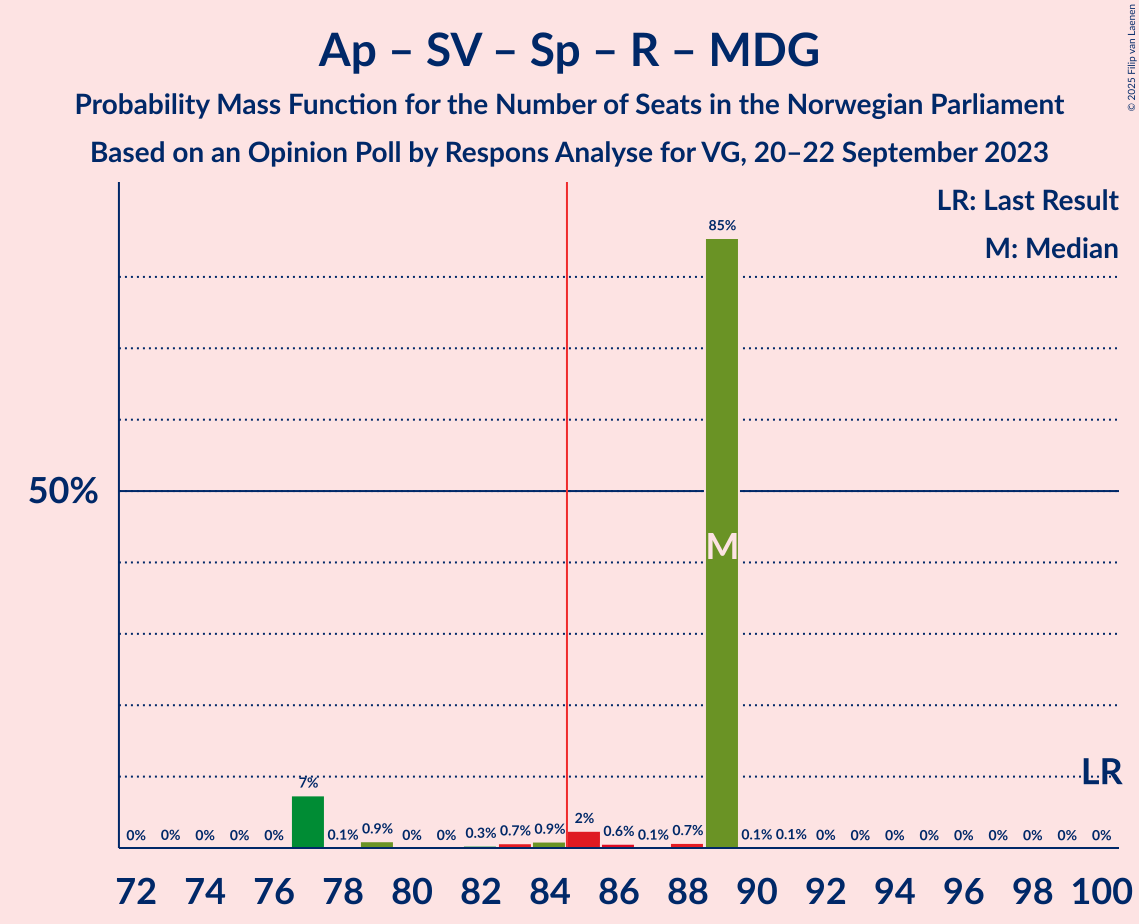 Ap – SV – Sp – R – MDG
Probability Mass Function for the Number of Seats in the Norwegian Parliament
Based on an Opinion Poll by Respons Analyse for VG, 20–22 September 2023
© 2025 Filip van Laenen
LR: Last Result
M: Median
85%
50%
M
LR
7%
2%
0% 0% 0% 0% 0% 0.1% 0.9% 0% 0% 0.3% 0.7% 0.9% 0.6% 0.1% 0.7% 0.1% 0.1% 0% 0% 0% 0% 0% 0% 0% 0% 0%
72 74 76 78 80 82 84 86 88 90 92 94 96 98 100